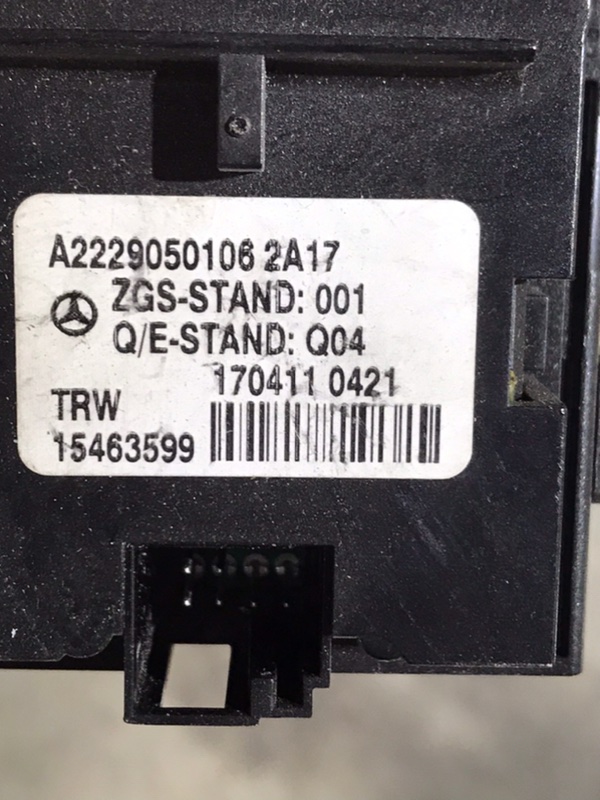 A2229050106 2A17
ZGS-STAND: 001
Q/E-STAND: Q04
170411 0421
TRW
15463599